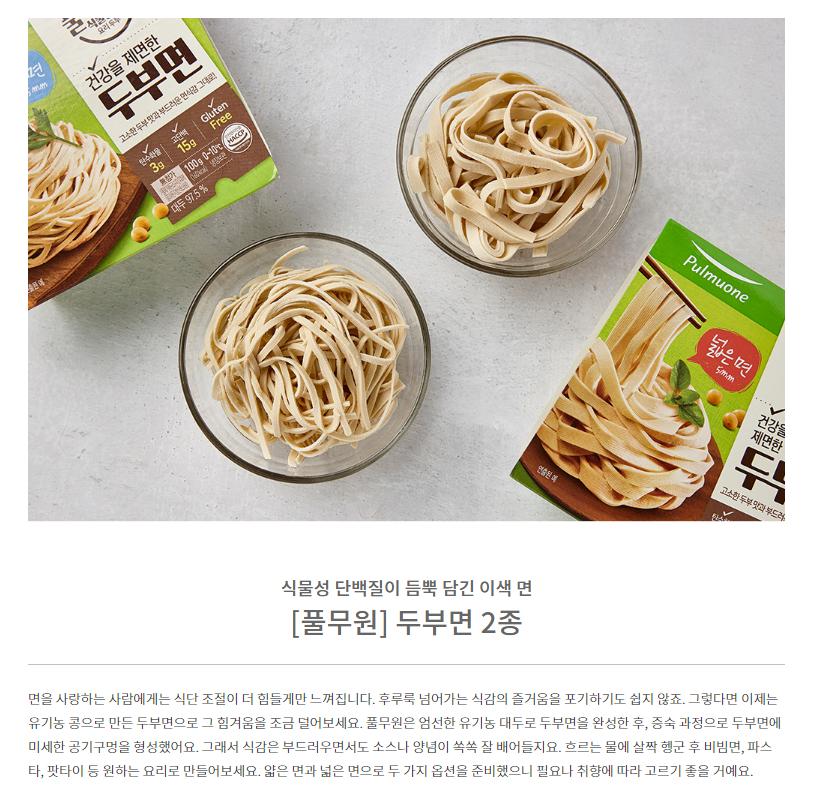 요리 두부
건강을 제면한
두부면
고소한 두부 맛과 부드러운 면식감 그대로!
탄수화물
3g
고단백
15g
Gluten
Free
HACCP
100g
0~10℃
대두 97.5 %
연출된 예
Pulmuone
넓은 면
5mm
연출된 예
건강을
제면한
고소한 두부 맛과
식물성 단백질이 듬뿍 담긴 이색 면
[풀무원] 두부면 2종
면을 사랑하는 사람에게는 식단 조절이 더 힘들게만 느껴집니다. 후루룩 넘어가는 식감의 즐거움을 포기하기도 쉽지 않죠. 그렇다면 이제는
유기농 콩으로 만든 두부면으로 그 힘겨움을 조금 덜어보세요. 풀무원은 엄선한 유기농 대두로 두부면을 완성한 후, 증숙 과정으로 두부면에
미세한 공기구멍을 형성했어요. 그래서 식감은 부드러우면서도 소스나 양념이 쏙쏙 잘 배어들지요. 흐르는 물에 살짝 헹군 후 비빔면, 파스
타, 팟타이 등 원하는 요리로 만들어보세요. 얇은 면과 넓은 면으로 두 가지 옵션을 준비했으니 필요나 취향에 따라 고르기 좋을 거예요.